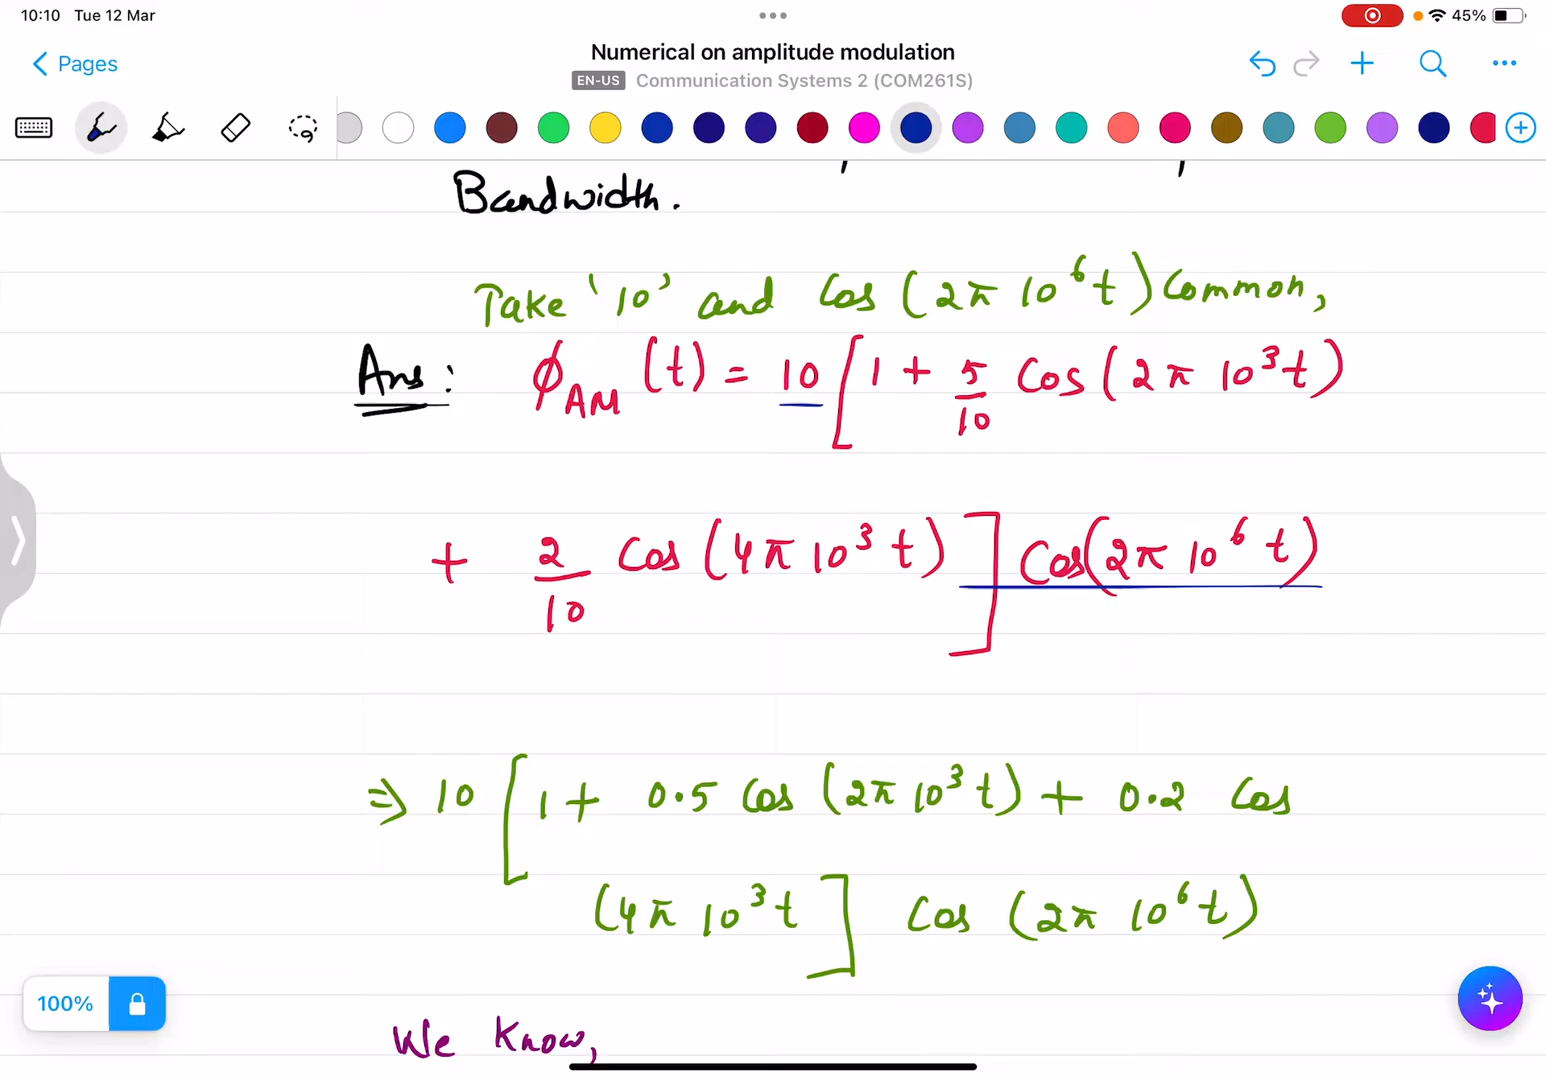 10:10 Tue 12 Mar
45%
Pages
Numerical on amplitude modulation
EN-US Communication Systems 2 (COM261S)
Bandwidth.
Take '10' and Cos (2π 10⁶t) Common,
Ans: ϕ_AM (t) = 10 [1 + 5/10 Cos (2π 10³t)
+ 2/10 Cos (4π 10³ t) ] Cos(2π 10⁶ t)
⇒ 10 [1 + 0.5 Cos (2π 10³ t) + 0.2 Cos
(4π 10³t ] Cos (2π 10⁶t)
100%
We Know,